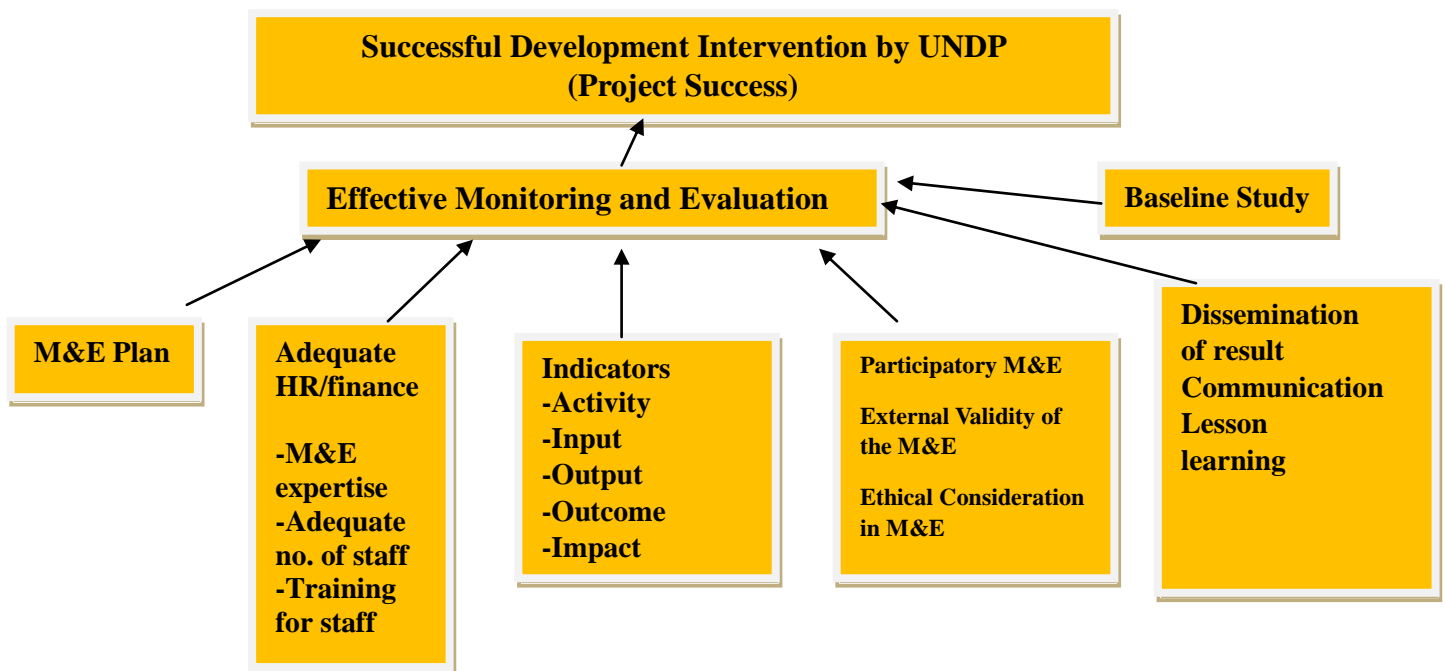 Successful Development Intervention by UNDP
(Project Success)
Effective Monitoring and Evaluation
Baseline Study
M&E Plan
Adequate
HR/finance
-M&E
expertise
-Adequate
no. of staff
-Training
for staff
Indicators
-Activity
-Input
-Output
-Outcome
-Impact
Participatory M&E
External Validity of
the M&E
Ethical Consideration
in M&E
Dissemination
of result
Communication
Lesson
learning